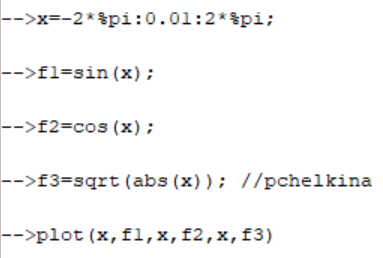 -->x=-2*%pi:0.01:2*%pi;
-->f1=sin(x);
-->f2=cos(x);
-->f3=sqrt(abs(x)); //pchelkina
-->plot(x,f1,x,f2,x,f3)